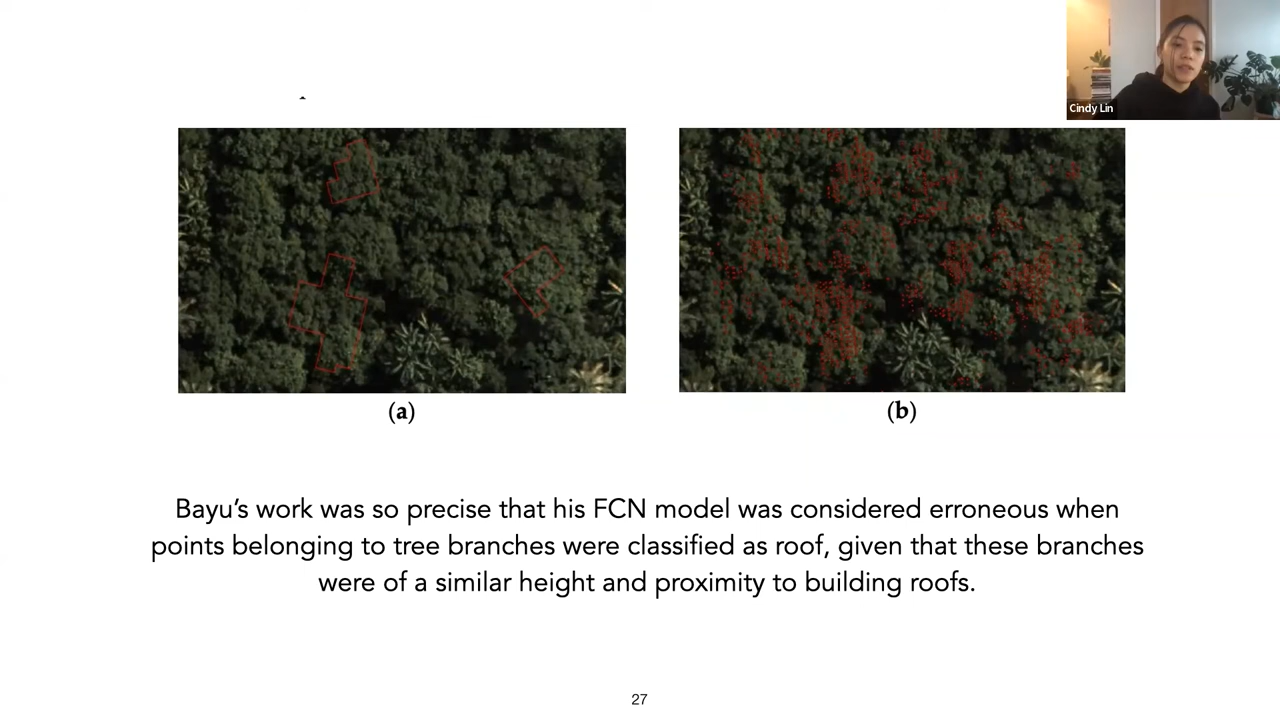 Cindy Lin
(a)
(b)
Bayu’s work was so precise that his FCN model was considered erroneous when
points belonging to tree branches were classified as roof, given that these branches
were of a similar height and proximity to building roofs.
27